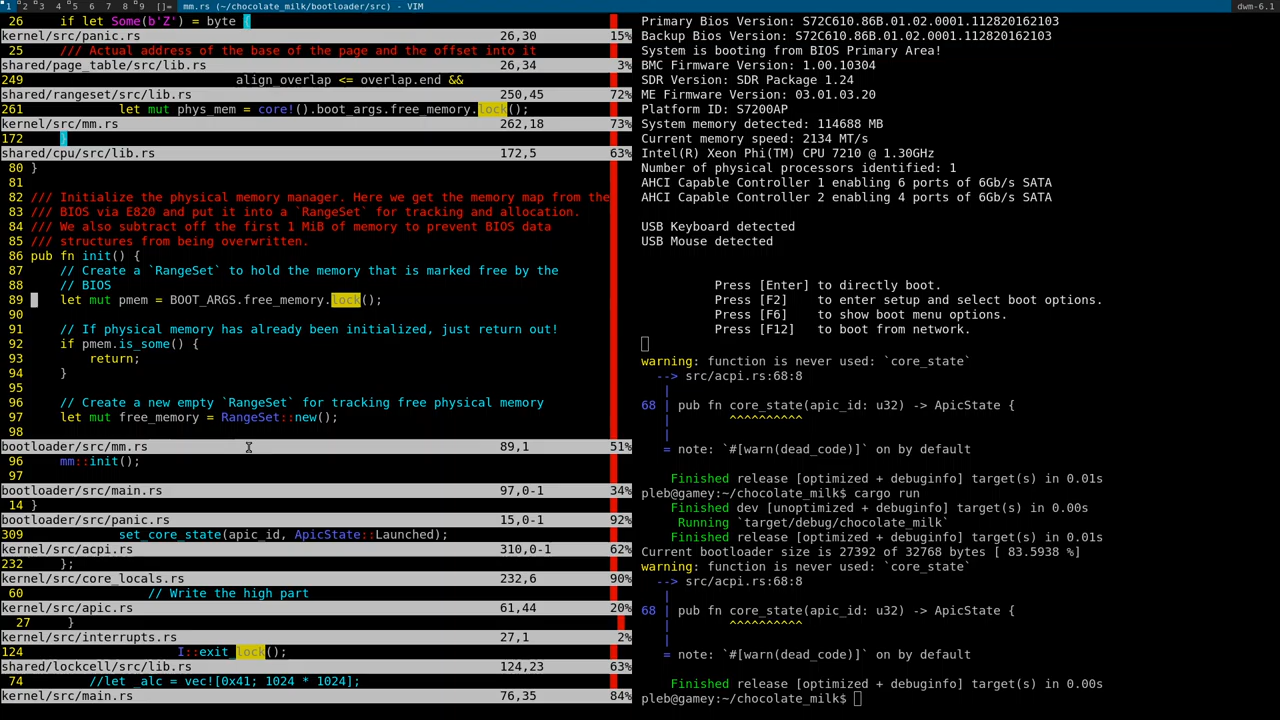 1 2 3 4 5 6 7 8 9 []= mm.rs (~/chocolate_milk/bootloader/src) - VIM dwm-6.1
26 if let Some(b'Z') = byte {
kernel/src/panic.rs 26,30 15%
25 /// Actual address of the base of the page and the offset into it
shared/page_table/src/lib.rs 26,34 3%
249 align_overlap <= overlap.end &&
shared/rangeset/src/lib.rs 250,45 72%
261 let mut phys_mem = core!().boot_args.free_memory.lock();
kernel/src/mm.rs 262,18 73%
172 }
shared/cpu/src/lib.rs 172,5 63%
80 }
81
82 /// Initialize the physical memory manager. Here we get the memory map from the
83 /// BIOS via E820 and put it into a `RangeSet` for tracking and allocation.
84 /// We also subtract off the first 1 MiB of memory to prevent BIOS data
85 /// structures from being overwritten.
86 pub fn init() {
87 // Create a `RangeSet` to hold the memory that is marked free by the
88 // BIOS
89 let mut pmem = BOOT_ARGS.free_memory.lock();
90
91 // If physical memory has already been initialized, just return out!
92 if pmem.is_some() {
93 return;
94 }
95
96 // Create a new empty `RangeSet` for tracking free physical memory
97 let mut free_memory = RangeSet::new();
98
bootloader/src/mm.rs 89,1 51%
96 mm::init();
97
bootloader/src/main.rs 97,0-1 34%
14 }
bootloader/src/panic.rs 15,0-1 92%
309 set_core_state(apic_id, ApicState::Launched);
kernel/src/acpi.rs 310,0-1 62%
232 };
kernel/src/core_locals.rs 232,6 90%
60 // Write the high part
kernel/src/apic.rs 61,44 20%
27 }
kernel/src/interrupts.rs 27,1 2%
124 I::exit_lock();
shared/lockcell/src/lib.rs 124,23 63%
74 //let _alc = vec![0x41; 1024 * 1024];
kernel/src/main.rs 76,35 84%
Primary Bios Version: S72C610.86B.01.02.0001.112820162103
Backup Bios Version: S72C610.86B.01.02.0001.112820162103
System is booting from BIOS Primary Area!
BMC Firmware Version: 1.00.10304
SDR Version: SDR Package 1.24
ME Firmware Version: 03.01.03.20
Platform ID: S7200AP
System memory detected: 114688 MB
Current memory speed: 2134 MT/s
Intel(R) Xeon Phi(TM) CPU 7210 @ 1.30GHz
Number of physical processors identified: 1
AHCI Capable Controller 1 enabling 6 ports of 6Gb/s SATA
AHCI Capable Controller 2 enabling 4 ports of 6Gb/s SATA
USB Keyboard detected
USB Mouse detected
Press [Enter] to directly boot.
Press [F2] to enter setup and select boot options.
Press [F6] to show boot menu options.
Press [F12] to boot from network.
warning: function is never used: `core_state`
--> src/acpi.rs:68:8
|
68 | pub fn core_state(apic_id: u32) -> ApicState {
| ^^^^^^^^^^
|
= note: `#[warn(dead_code)]` on by default
Finished release [optimized + debuginfo] target(s) in 0.01s
pleb@gamey:~/chocolate_milk$ cargo run
Finished dev [unoptimized + debuginfo] target(s) in 0.00s
Running `target/debug/chocolate_milk`
Finished release [optimized + debuginfo] target(s) in 0.01s
Current bootloader size is 27392 of 32768 bytes [ 83.5938 %]
warning: function is never used: `core_state`
--> src/acpi.rs:68:8
|
68 | pub fn core_state(apic_id: u32) -> ApicState {
| ^^^^^^^^^^
|
= note: `#[warn(dead_code)]` on by default
Finished release [optimized + debuginfo] target(s) in 0.00s
pleb@gamey:~/chocolate_milk$